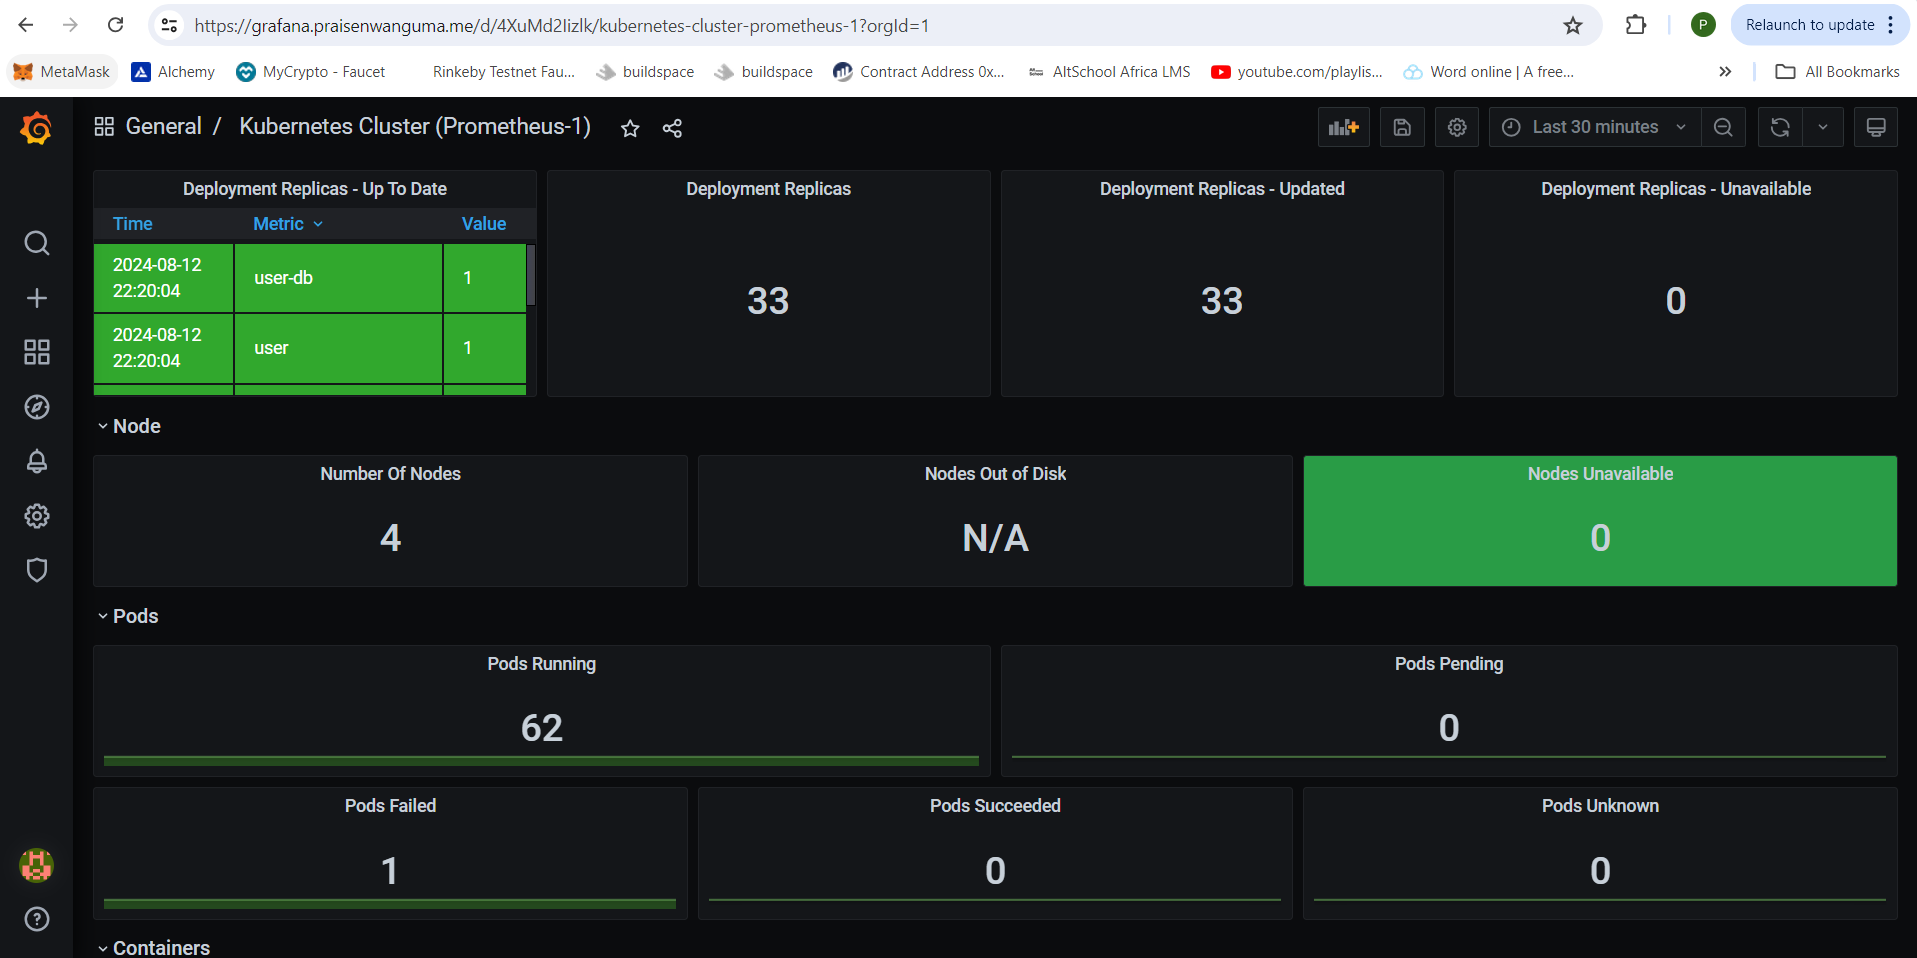 https://grafana.praisenwanguma.me/d/4XuMd2Iizlk/kubernetes-cluster-prometheus-1?orgId=1
P
Relaunch to update
MetaMask
Alchemy
MyCrypto - Faucet
Rinkeby Testnet Fau...
buildspace
buildspace
Contract Address 0x...
AltSchool Africa LMS
youtube.com/playlis...
Word online | A free...
All Bookmarks
General / Kubernetes Cluster (Prometheus-1)
Last 30 minutes
Deployment Replicas - Up To Date
Time Metric Value
2024-08-12 22:20:04 user-db 1
2024-08-12 22:20:04 user 1
Deployment Replicas
33
Deployment Replicas - Updated
33
Deployment Replicas - Unavailable
0
Node
Number Of Nodes
4
Nodes Out of Disk
N/A
Nodes Unavailable
0
Pods
Pods Running
62
Pods Pending
0
Pods Failed
1
Pods Succeeded
0
Pods Unknown
0
Containers